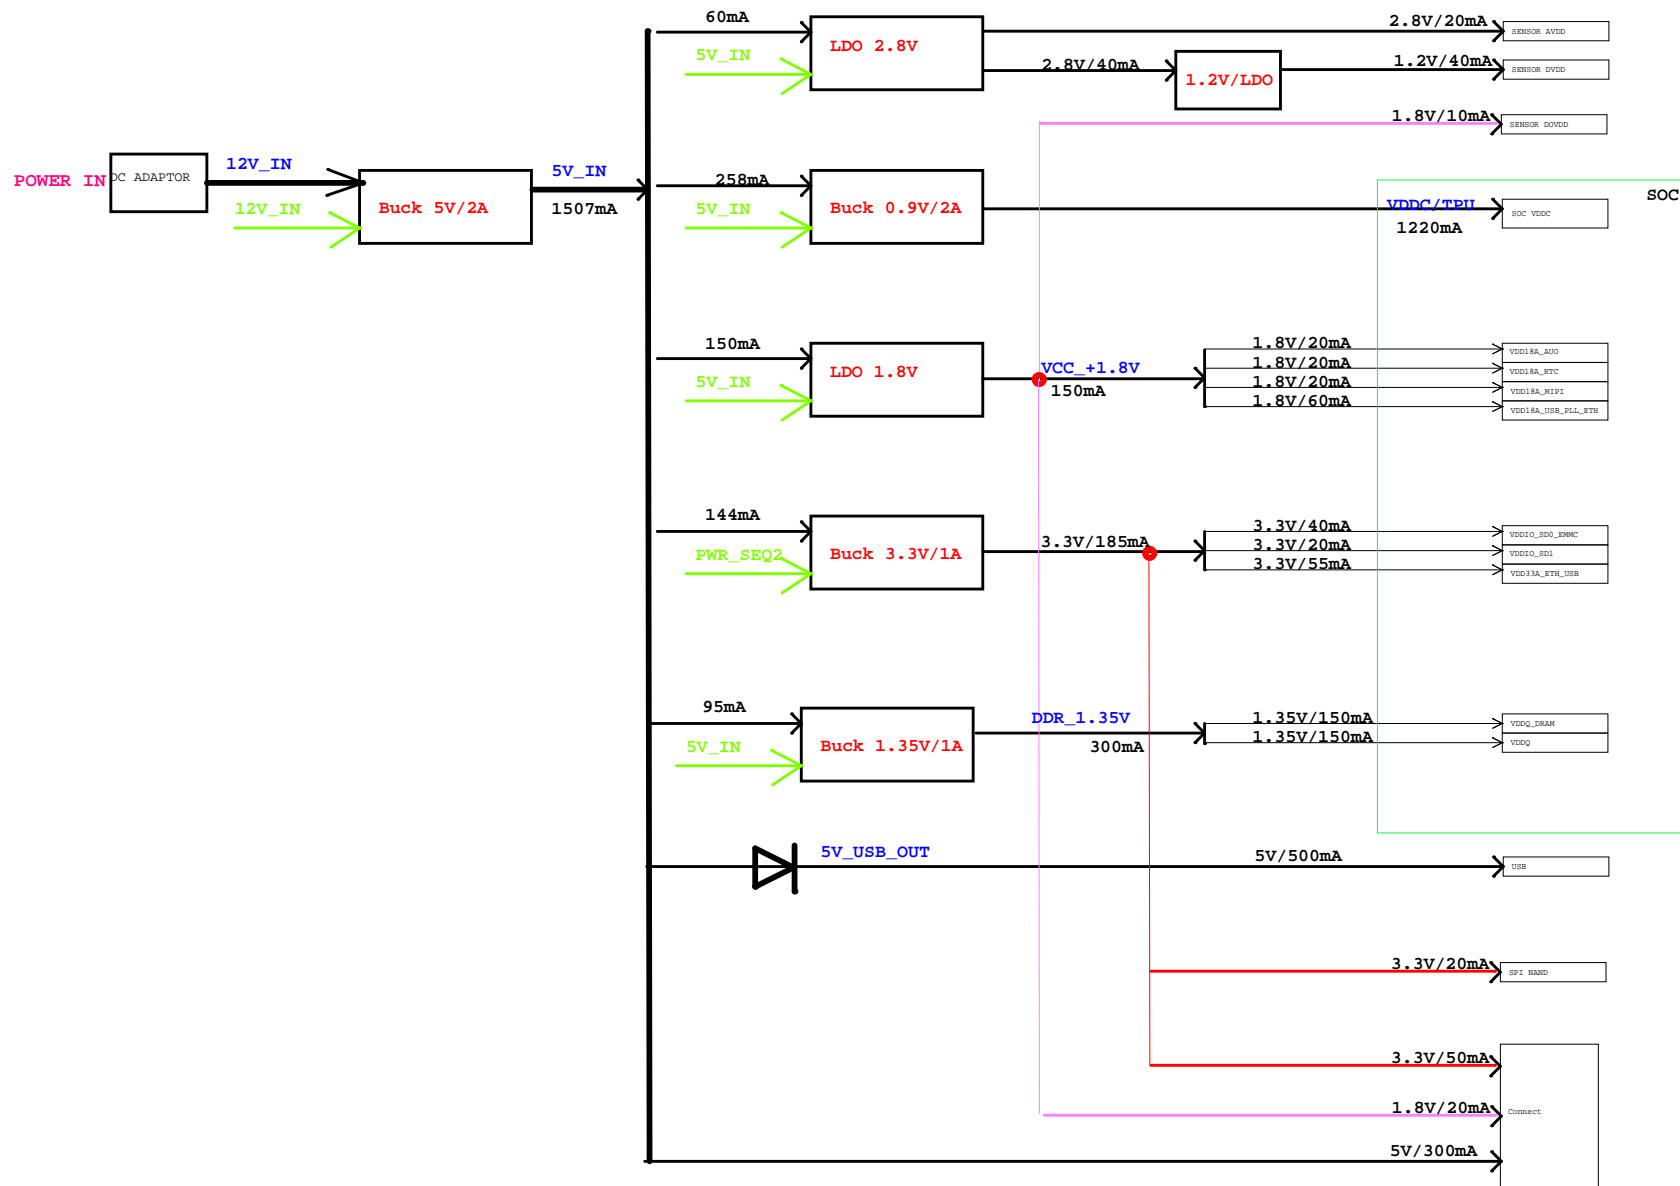 60mA
LDO 2.8V
5V_IN
2.8V/20mA
SENSOR AVDD
2.8V/40mA
1.2V/LDO
1.2V/40mA
SENSOR DVDD
1.8V/10mA
SENSOR DOVDD
POWER IN
DC ADAPTOR
12V_IN
12V_IN
Buck 5V/2A
5V_IN
1507mA
258mA
5V_IN
Buck 0.9V/2A
VDDC/TPU
1220mA
SOC VDDC
SOC
150mA
5V_IN
LDO 1.8V
VCC_+1.8V
150mA
1.8V/20mA
VDD18A_AUO
1.8V/20mA
VDD18A_RTC
1.8V/20mA
VDD18A_MIPI
1.8V/60mA
VDD18A_USB_PLL_ETH
144mA
PWR_SEQ2
Buck 3.3V/1A
3.3V/185mA
3.3V/40mA
VDDIO_SD0_EMMC
3.3V/20mA
VDDIO_SD1
3.3V/55mA
VDD33A_ETH_USB
95mA
5V_IN
Buck 1.35V/1A
DDR_1.35V
300mA
1.35V/150mA
VDDQ_DRAM
1.35V/150mA
VDDQ
5V_USB_OUT
5V/500mA
USB
3.3V/20mA
SPI NAND
3.3V/50mA
1.8V/20mA
Connect
5V/300mA